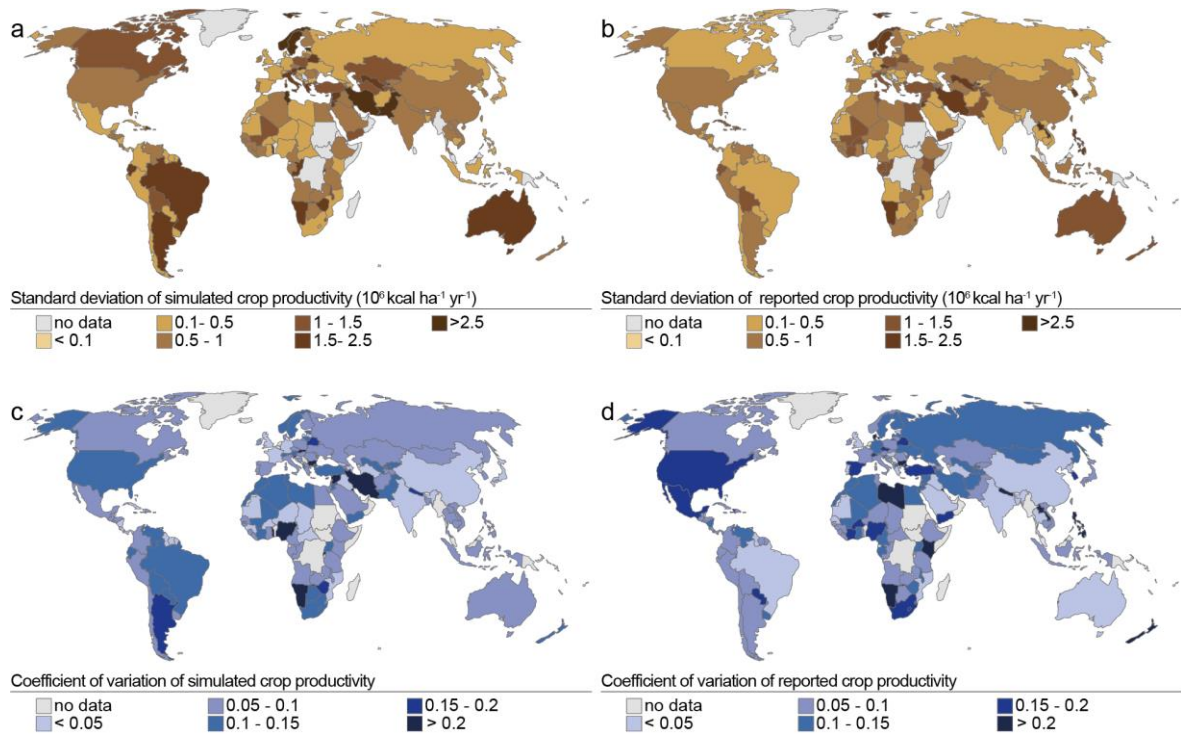 a
b
Standard deviation of simulated crop productivity (10⁶ kcal ha⁻¹ yr⁻¹)
no data
0.1- 0.5
1 - 1.5
>2.5
< 0.1
0.5 - 1
1.5- 2.5
Standard deviation of reported crop productivity (10⁶ kcal ha⁻¹ yr⁻¹)
no data
0.1- 0.5
1 - 1.5
>2.5
< 0.1
0.5 - 1
1.5- 2.5
c
d
Coefficient of variation of simulated crop productivity
no data
0.05 - 0.1
0.15 - 0.2
< 0.05
0.1 - 0.15
> 0.2
Coefficient of variation of reported crop productivity
no data
0.05 - 0.1
0.15 - 0.2
< 0.05
0.1 - 0.15
> 0.2